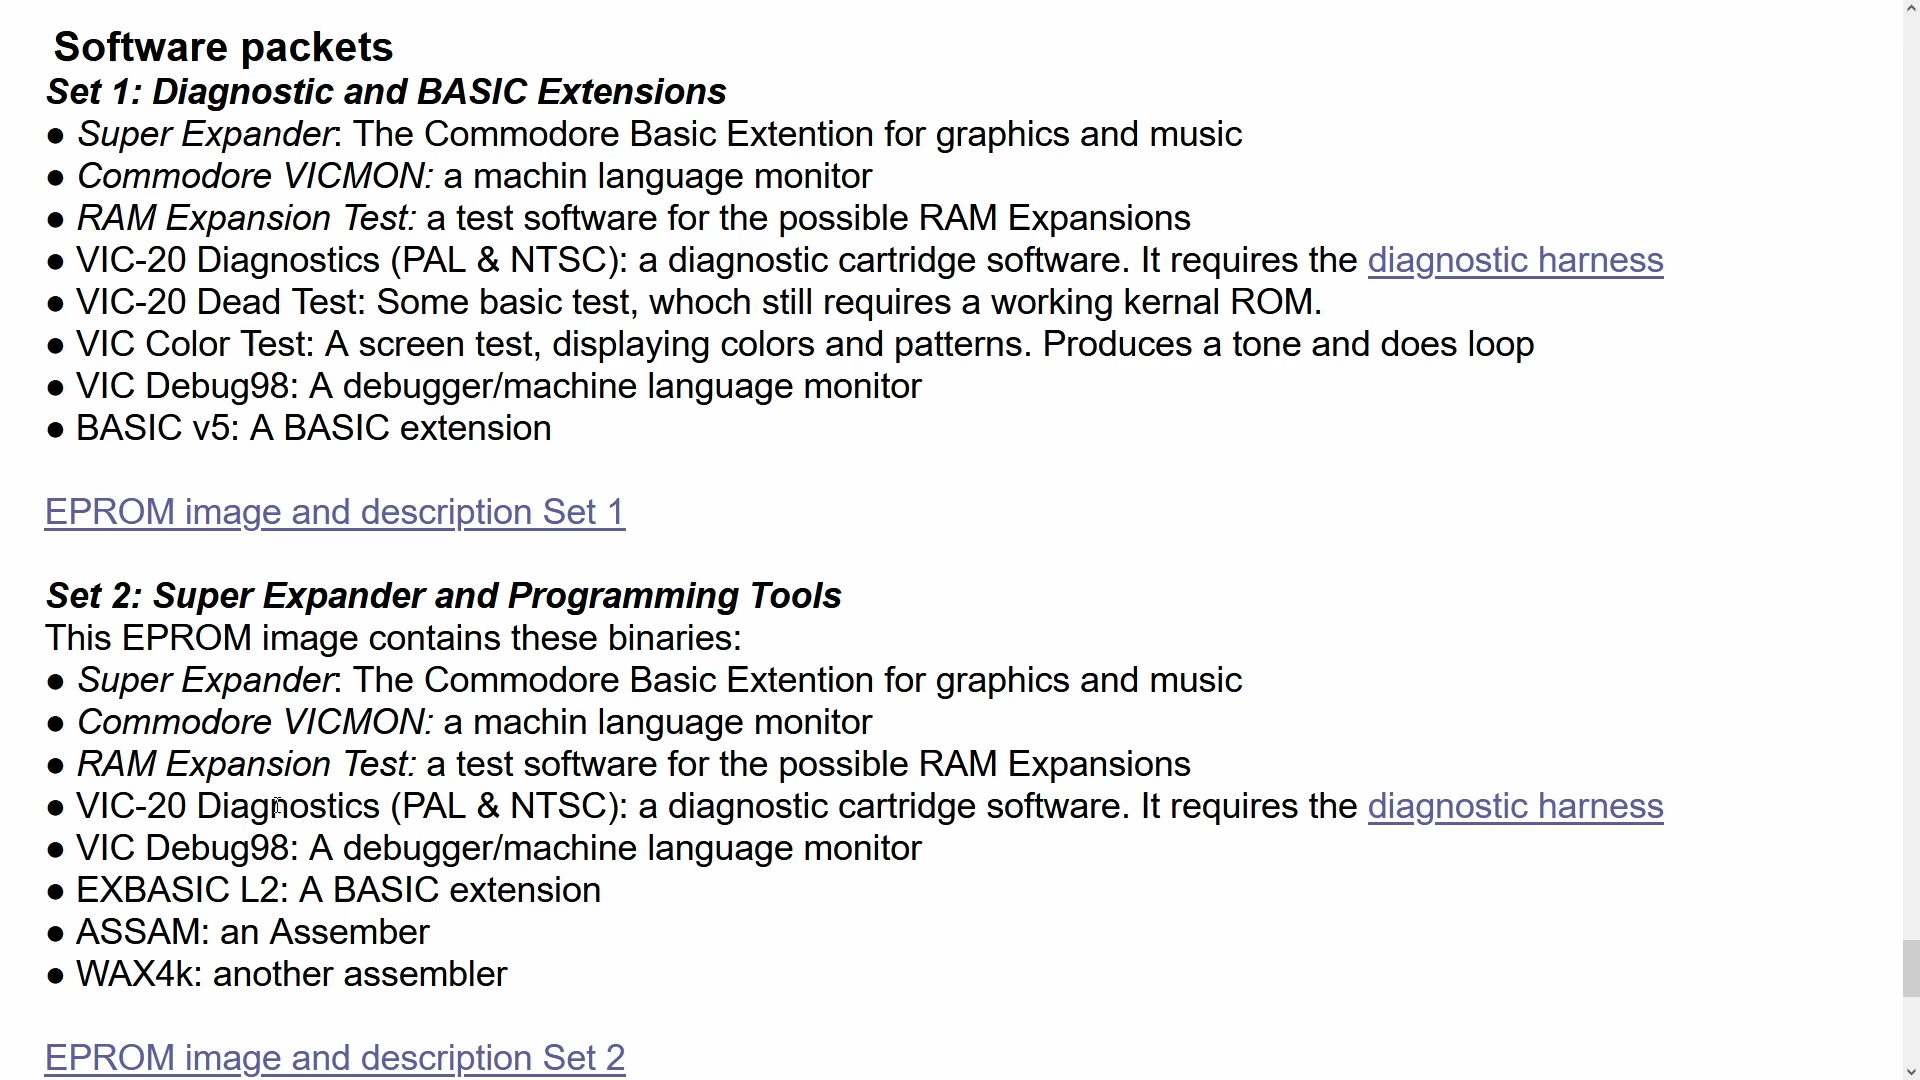 Software packets
Set 1: Diagnostic and BASIC Extensions
● Super Expander: The Commodore Basic Extention for graphics and music
● Commodore VICMON: a machin language monitor
● RAM Expansion Test: a test software for the possible RAM Expansions
● VIC-20 Diagnostics (PAL & NTSC): a diagnostic cartridge software. It requires the diagnostic harness
● VIC-20 Dead Test: Some basic test, whoch still requires a working kernal ROM.
● VIC Color Test: A screen test, displaying colors and patterns. Produces a tone and does loop
● VIC Debug98: A debugger/machine language monitor
● BASIC v5: A BASIC extension
EPROM image and description Set 1
Set 2: Super Expander and Programming Tools
This EPROM image contains these binaries:
● Super Expander: The Commodore Basic Extention for graphics and music
● Commodore VICMON: a machin language monitor
● RAM Expansion Test: a test software for the possible RAM Expansions
● VIC-20 Diagnostics (PAL & NTSC): a diagnostic cartridge software. It requires the diagnostic harness
● VIC Debug98: A debugger/machine language monitor
● EXBASIC L2: A BASIC extension
● ASSAM: an Assember
● WAX4k: another assembler
EPROM image and description Set 2